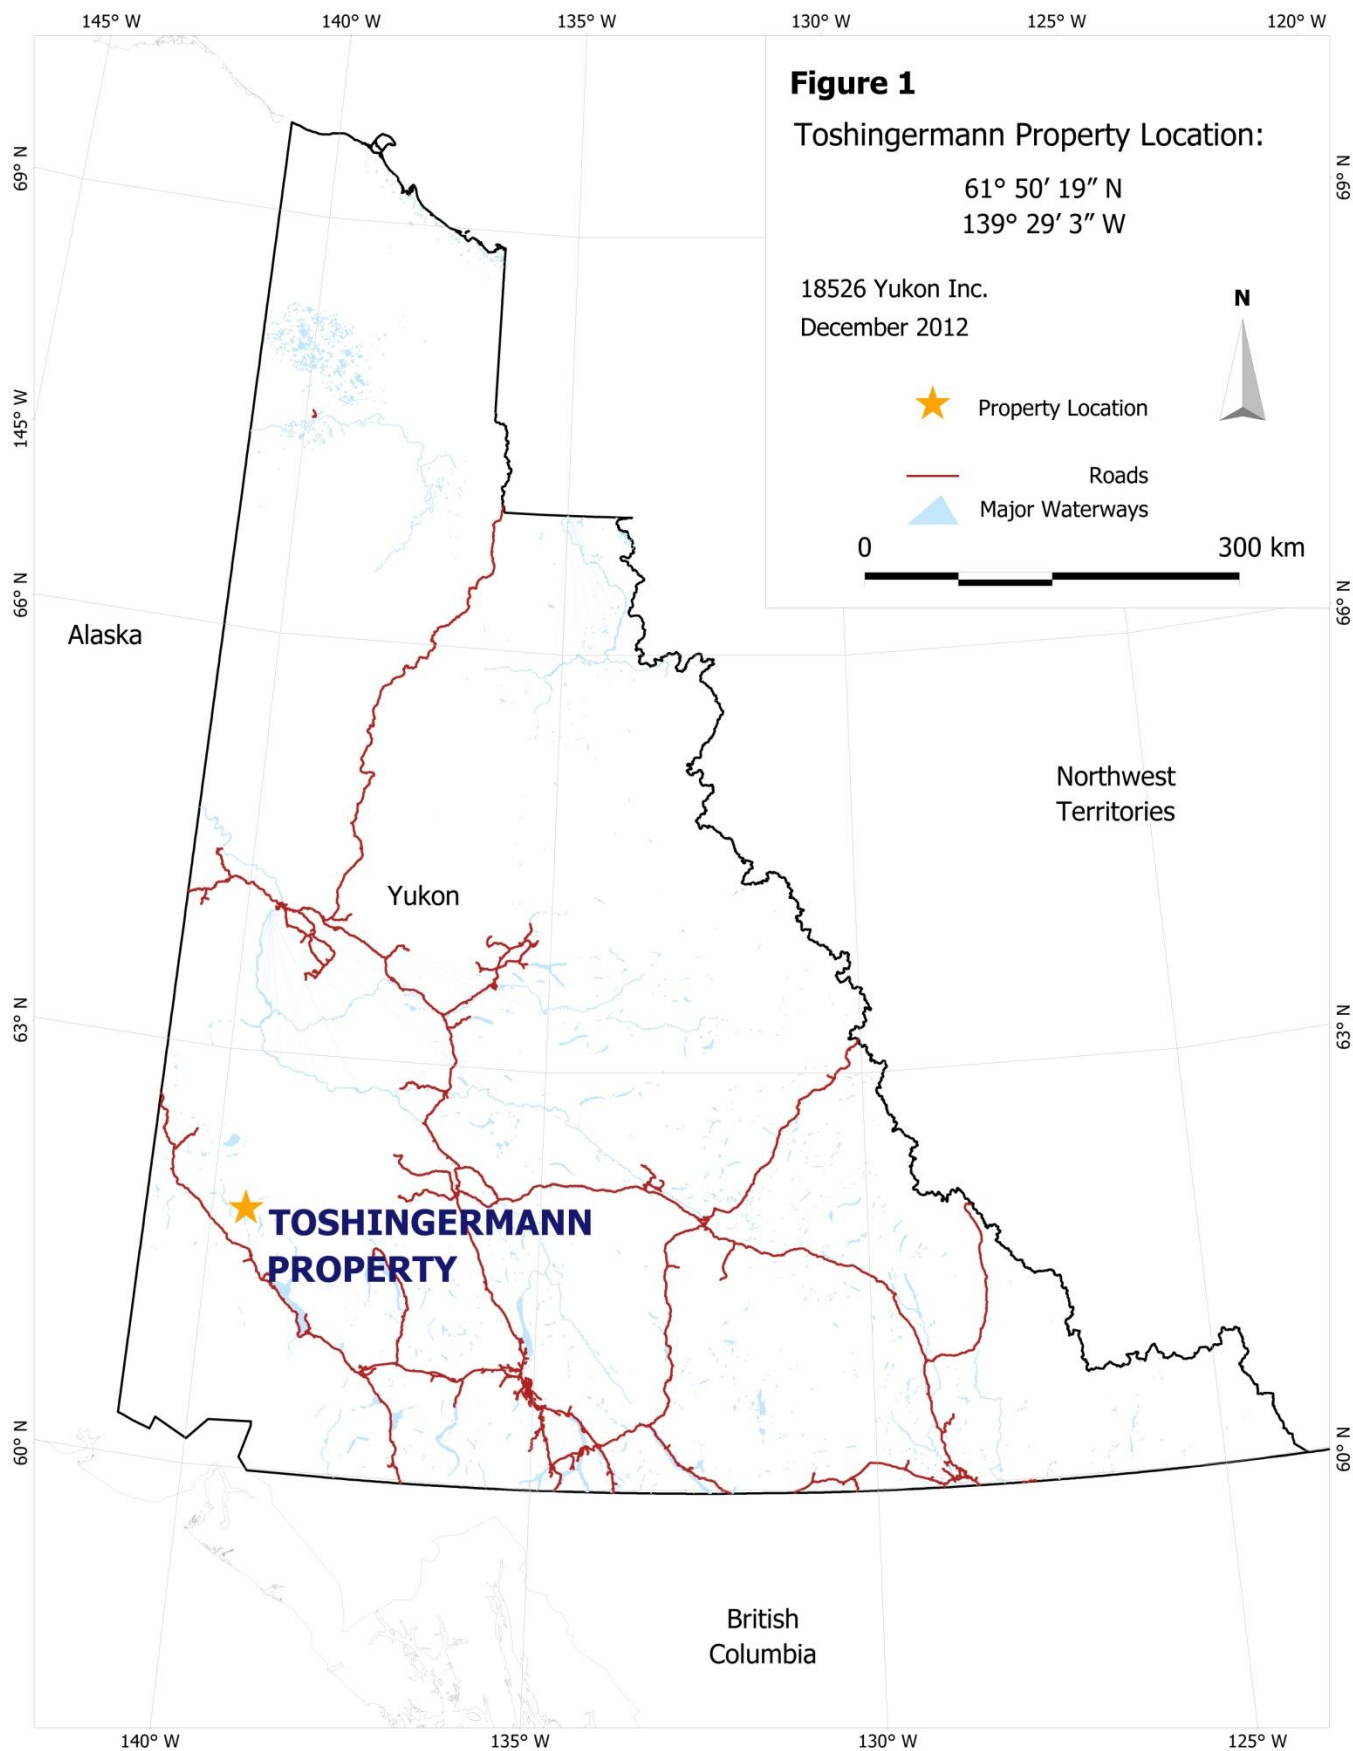 145° W 140° W 135° W 130° W 125° W 120° W
Figure 1
Toshingermann Property Location:
61° 50′ 19″ N
139° 29′ 3″ W
18526 Yukon Inc.
December 2012
N
Property Location
Roads
Major Waterways
0 300 km
69° N
69° N
145° W
66° N
66° N
Alaska
Northwest
Territories
Yukon
63° N
63° N
TOSHINGERMANN
PROPERTY
60° N
60° N
British
Columbia
140° W 135° W 130° W 125° W